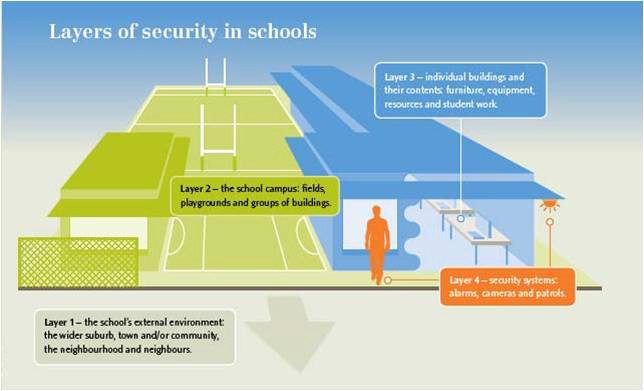 Layers of security in schools
Layer 3 – individual buildings and
their contents: furniture, equipment,
resources and student work.
Layer 2 – the school campus: fields,
playgrounds and groups of buildings.
Layer 4 – security systems:
alarms, cameras and patrols.
Layer 1 – the school's external environment:
the wider suburb, town and/or community,
the neighbourhood and neighbours.